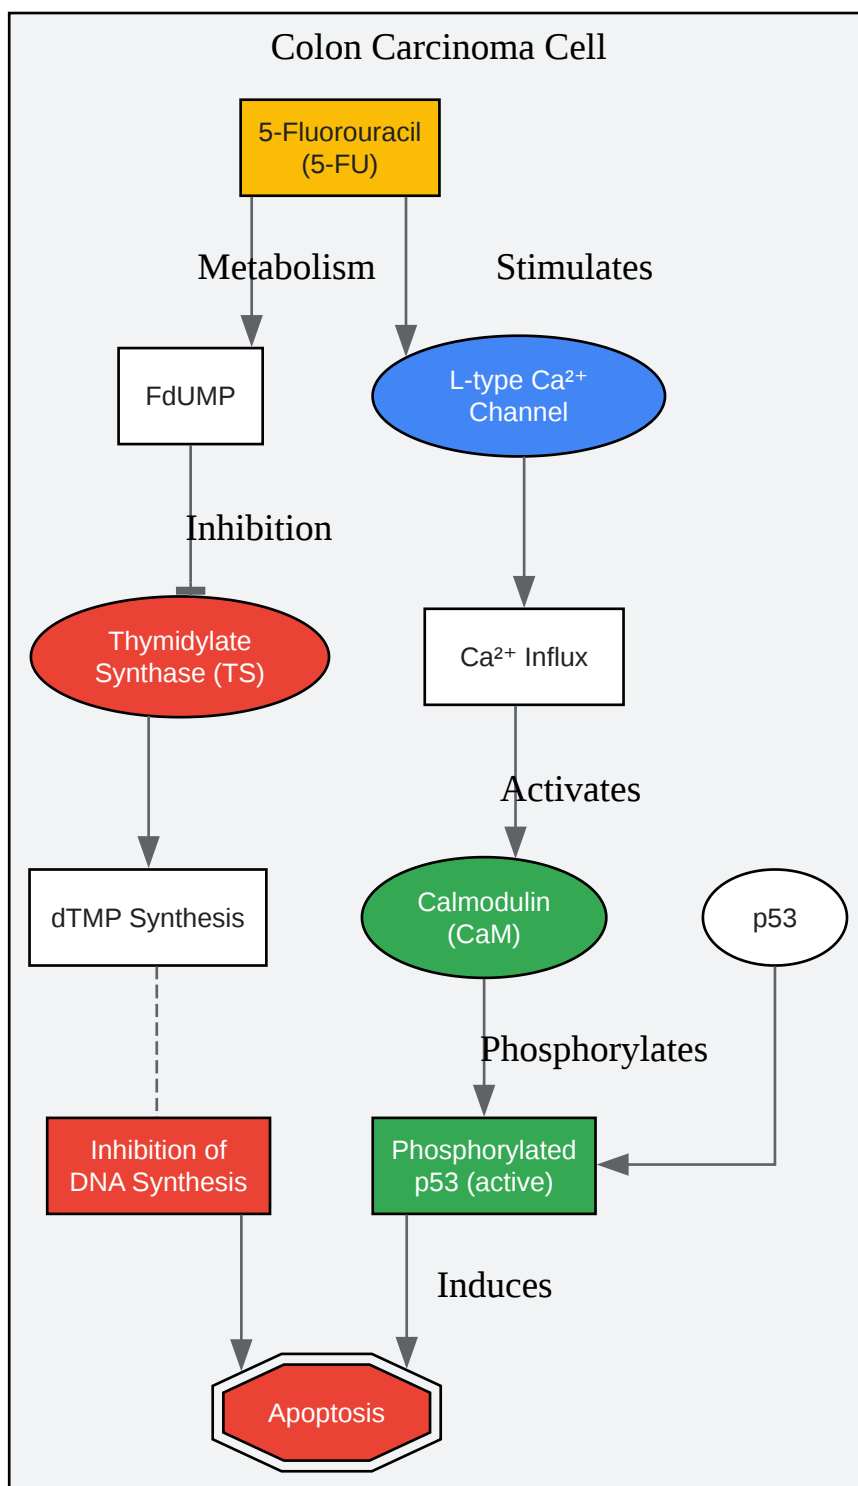 Colon Carcinoma Cell
5-Fluorouracil
(5-FU)
Metabolism
Stimulates
FdUMP
L-type Ca²⁺
Channel
Inhibition
Thymidylate
Synthase (TS)
Ca²⁺ Influx
Activates
dTMP Synthesis
Calmodulin
(CaM)
p53
Phosphorylates
Inhibition of
DNA Synthesis
Phosphorylated
p53 (active)
Induces
Apoptosis